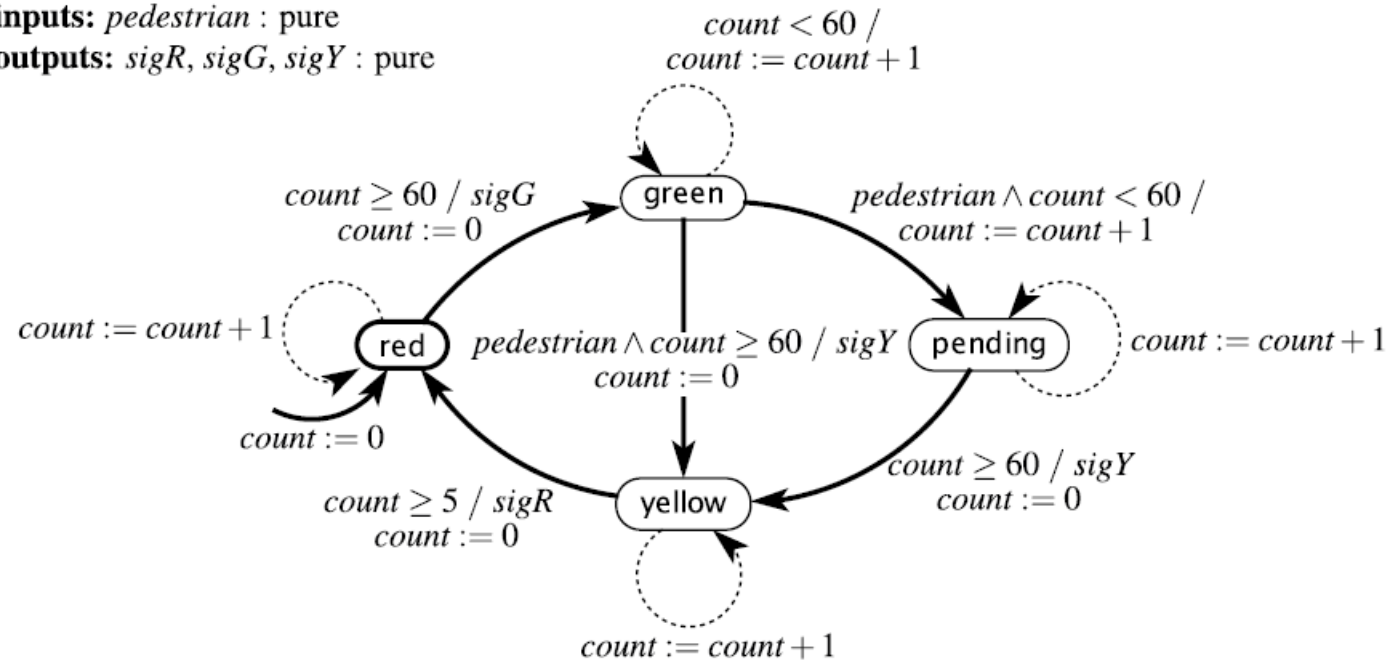 inputs: pedestrian : pure
outputs: sigR, sigG, sigY : pure
count < 60 /
count := count + 1
green
count ≥ 60 / sigG
count := 0
pedestrian ∧ count < 60 /
count := count + 1
count := count + 1
red
pedestrian ∧ count ≥ 60 / sigY
count := 0
pending
count := count + 1
count := 0
count ≥ 60 / sigY
count := 0
count ≥ 5 / sigR
count := 0
yellow
count := count + 1